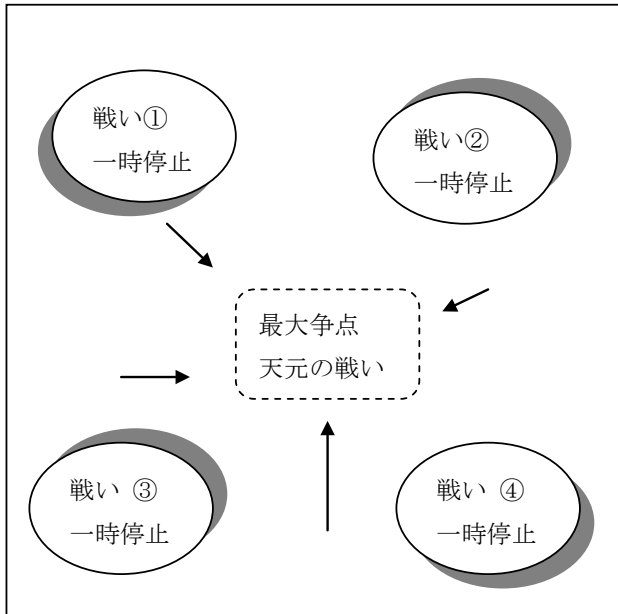 戦い①
一時停止
戦い②
一時停止
最大争点
天元の戦い
戦い ③
一時停止
戦い ④
一時停止